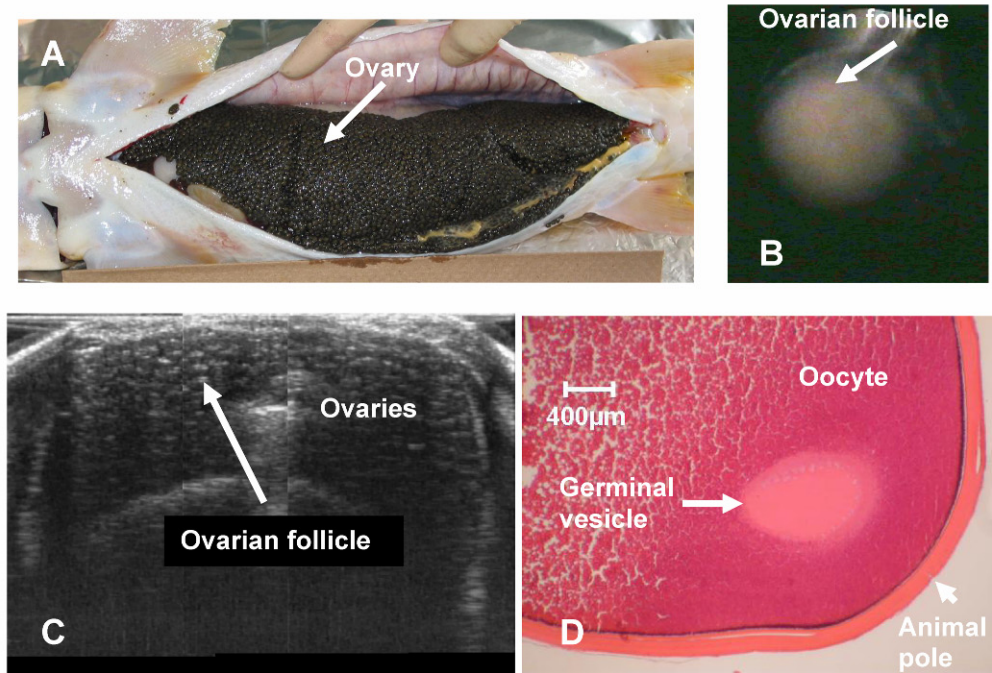 A
Ovary
Ovarian follicle
B
Ovaries
Ovarian follicle
C
Oocyte
400µm
Germinal
vesicle
D
Animal
pole